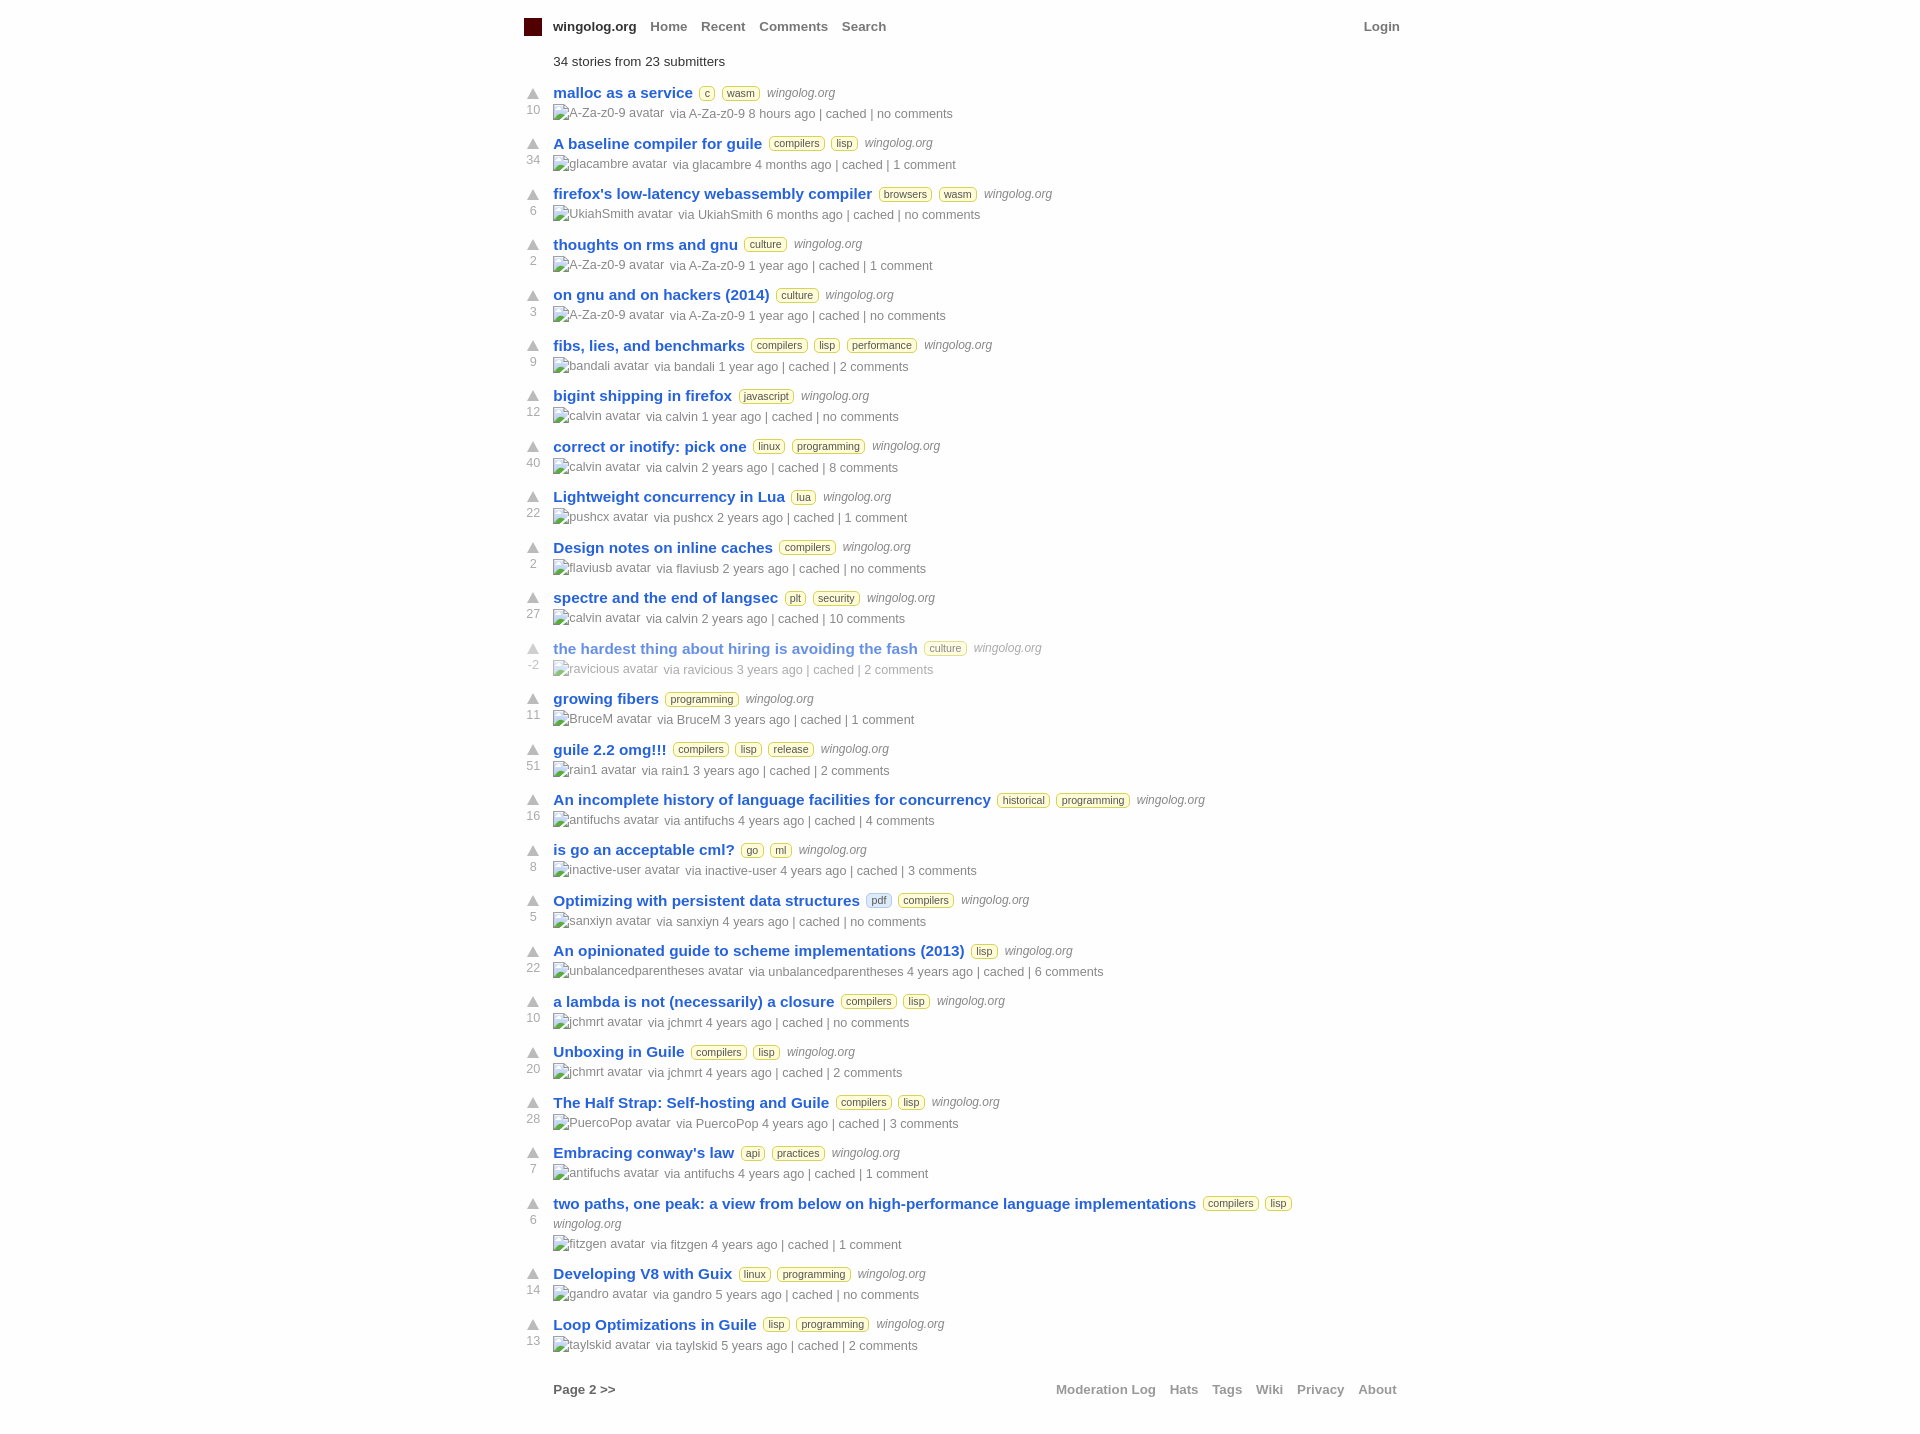 wingolog.org Home Recent Comments Search Login
34 stories from 23 submitters
malloc as a service c wasm wingolog.org
10
A-Za-z0-9 avatar via A-Za-z0-9 8 hours ago | cached | no comments
A baseline compiler for guile compilers lisp wingolog.org
34
glacambre avatar via glacambre 4 months ago | cached | 1 comment
firefox's low-latency webassembly compiler browsers wasm wingolog.org
6
UkiahSmith avatar via UkiahSmith 6 months ago | cached | no comments
thoughts on rms and gnu culture wingolog.org
2
A-Za-z0-9 avatar via A-Za-z0-9 1 year ago | cached | 1 comment
on gnu and on hackers (2014) culture wingolog.org
3
A-Za-z0-9 avatar via A-Za-z0-9 1 year ago | cached | no comments
fibs, lies, and benchmarks compilers lisp performance wingolog.org
9
bandali avatar via bandali 1 year ago | cached | 2 comments
bigint shipping in firefox javascript wingolog.org
12
calvin avatar via calvin 1 year ago | cached | no comments
correct or inotify: pick one linux programming wingolog.org
40
calvin avatar via calvin 2 years ago | cached | 8 comments
Lightweight concurrency in Lua lua wingolog.org
22
pushcx avatar via pushcx 2 years ago | cached | 1 comment
Design notes on inline caches compilers wingolog.org
2
flaviusb avatar via flaviusb 2 years ago | cached | no comments
spectre and the end of langsec plt security wingolog.org
27
calvin avatar via calvin 2 years ago | cached | 10 comments
the hardest thing about hiring is avoiding the fash culture wingolog.org
-2
ravicious avatar via ravicious 3 years ago | cached | 2 comments
growing fibers programming wingolog.org
11
BruceM avatar via BruceM 3 years ago | cached | 1 comment
guile 2.2 omg!!! compilers lisp release wingolog.org
51
rain1 avatar via rain1 3 years ago | cached | 2 comments
An incomplete history of language facilities for concurrency historical programming wingolog.org
16
antifuchs avatar via antifuchs 4 years ago | cached | 4 comments
is go an acceptable cml? go ml wingolog.org
8
inactive-user avatar via inactive-user 4 years ago | cached | 3 comments
Optimizing with persistent data structures pdf compilers wingolog.org
5
sanxiyn avatar via sanxiyn 4 years ago | cached | no comments
An opinionated guide to scheme implementations (2013) lisp wingolog.org
22
unbalancedparentheses avatar via unbalancedparentheses 4 years ago | cached | 6 comments
a lambda is not (necessarily) a closure compilers lisp wingolog.org
10
jchmrt avatar via jchmrt 4 years ago | cached | no comments
Unboxing in Guile compilers lisp wingolog.org
20
jchmrt avatar via jchmrt 4 years ago | cached | 2 comments
The Half Strap: Self-hosting and Guile compilers lisp wingolog.org
28
PuercoPop avatar via PuercoPop 4 years ago | cached | 3 comments
Embracing conway's law api practices wingolog.org
7
antifuchs avatar via antifuchs 4 years ago | cached | 1 comment
two paths, one peak: a view from below on high-performance language implementations compilers lisp
6
wingolog.org
fitzgen avatar via fitzgen 4 years ago | cached | 1 comment
Developing V8 with Guix linux programming wingolog.org
14
gandro avatar via gandro 5 years ago | cached | no comments
Loop Optimizations in Guile lisp programming wingolog.org
13
taylskid avatar via taylskid 5 years ago | cached | 2 comments
Page 2 >> Moderation Log Hats Tags Wiki Privacy About